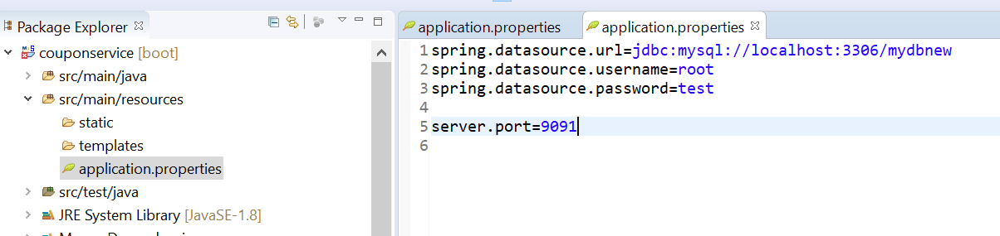 Package Explorer
couponservice [boot]
src/main/java
src/main/resources
static
templates
application.properties
src/test/java
JRE System Library [JavaSE-1.8]
application.properties
application.properties
1 spring.datasource.url=jdbc:mysql://localhost:3306/mydbnew
2 spring.datasource.username=root
3 spring.datasource.password=test
4
5 server.port=9091
6